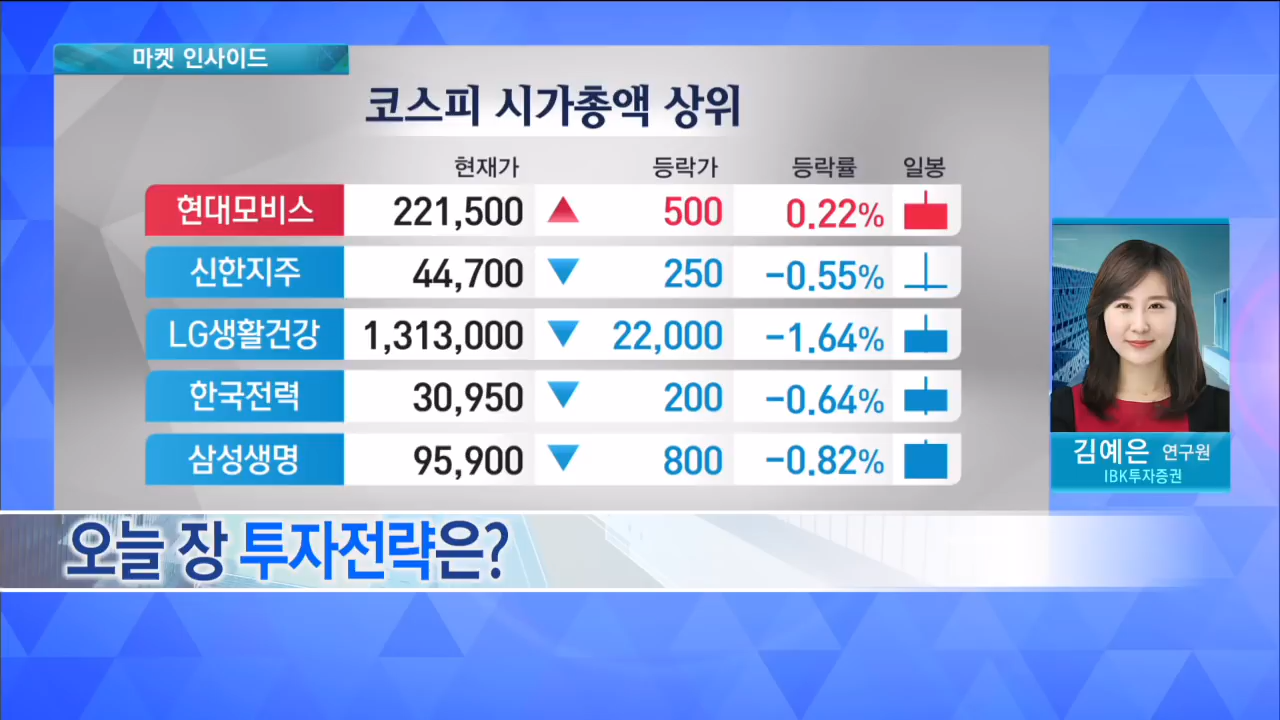 마켓 인사이드
코스피 시가총액 상위
현재가 등락가 등락률 일봉
현대모비스 221,500 ▲ 500 0.22%
신한지주 44,700 ▼ 250 -0.55%
LG생활건강 1,313,000 ▼ 22,000 -1.64%
한국전력 30,950 ▼ 200 -0.64%
삼성생명 95,900 ▼ 800 -0.82%
김예은 연구원
IBK투자증권
오늘 장 투자전략은?